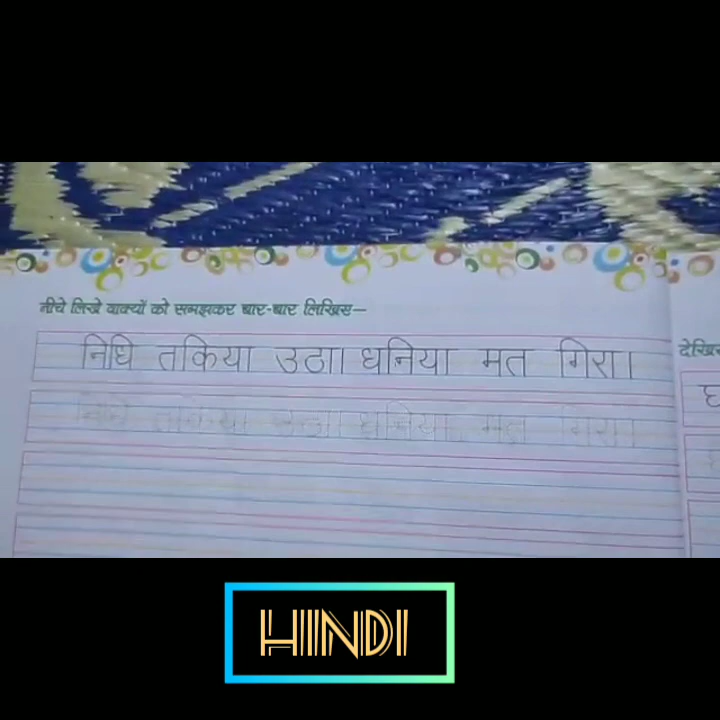 नीचे लिखे वाक्यों को समझकर बार-बार लिखिए—
निधि तकिया उठा। धनिया मत गिरा।
निधि तकिया उठा। धनिया मत गिरा।
HINDI